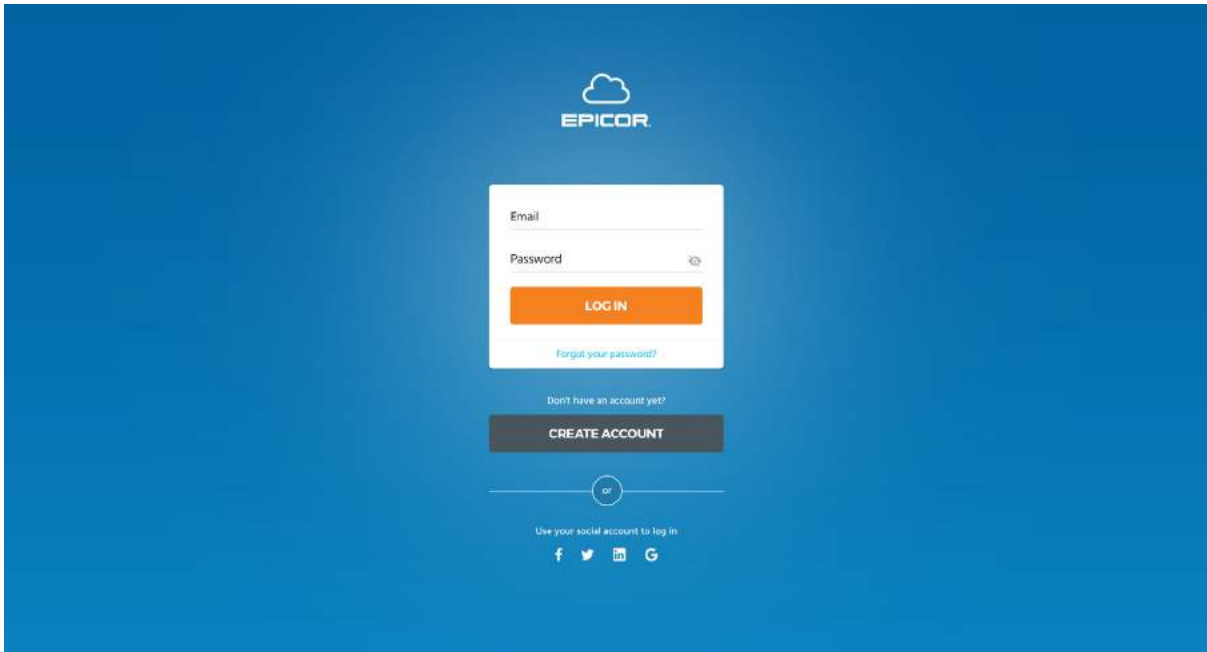 EPICOR.
Email
Password
LOG IN
Forgot your password?
Don't have an account yet?
CREATE ACCOUNT
or
Use your social account to log in
f in G